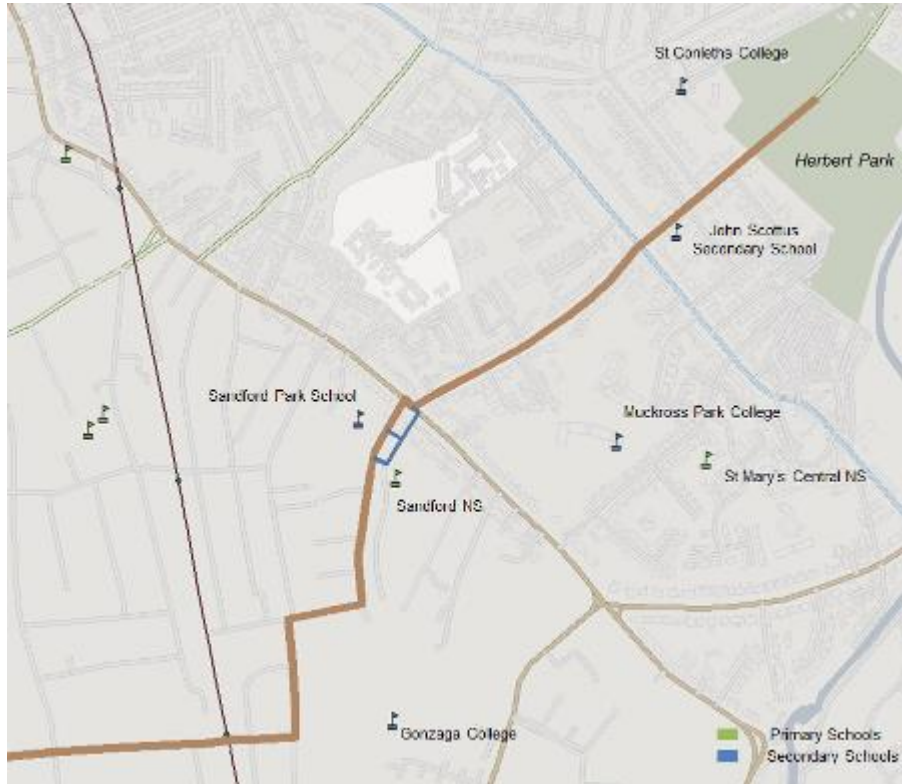 St Conleths College
Herbert Park
John Scottus
Secondary School
Sandford Park School
Muckross Park College
St Mary's Central NS
Sandford NS
Gonzaga College
Primary Schools
Secondary Schools